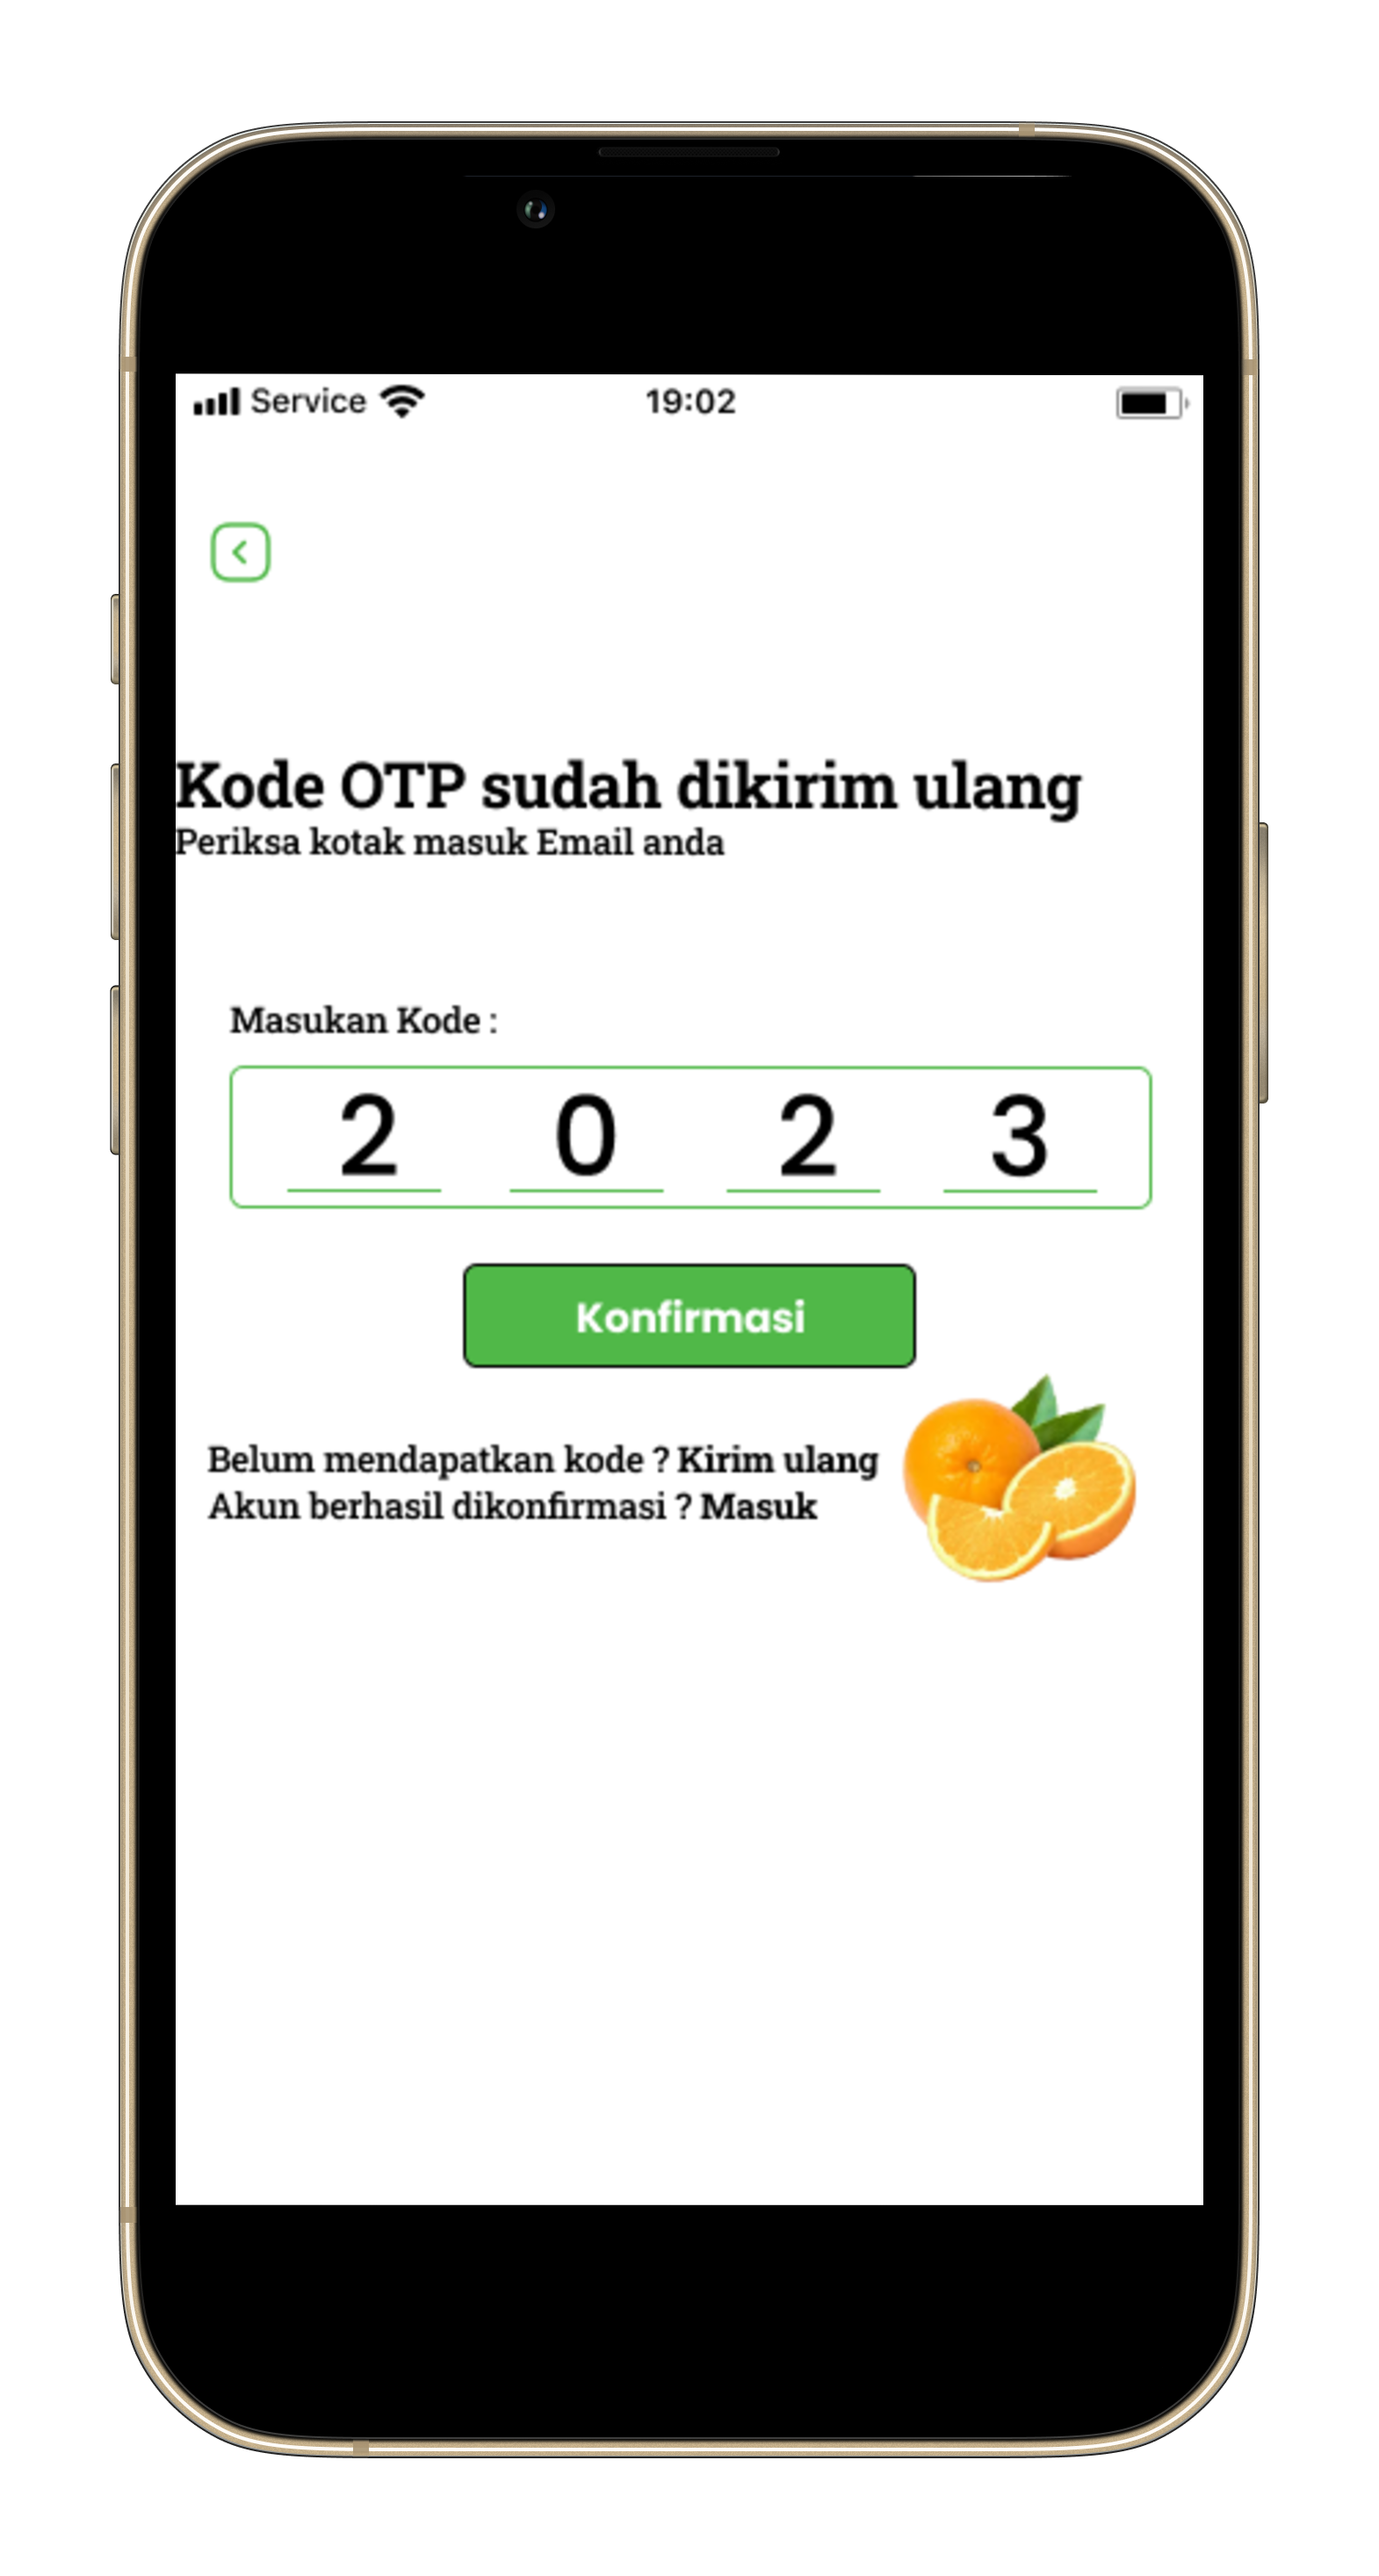 Service 19:02
Kode OTP sudah dikirim ulang
Periksa kotak masuk Email anda
Masukan Kode :
2 0 2 3
Konfirmasi
Belum mendapatkan kode ? Kirim ulang
Akun berhasil dikonfirmasi ? Masuk